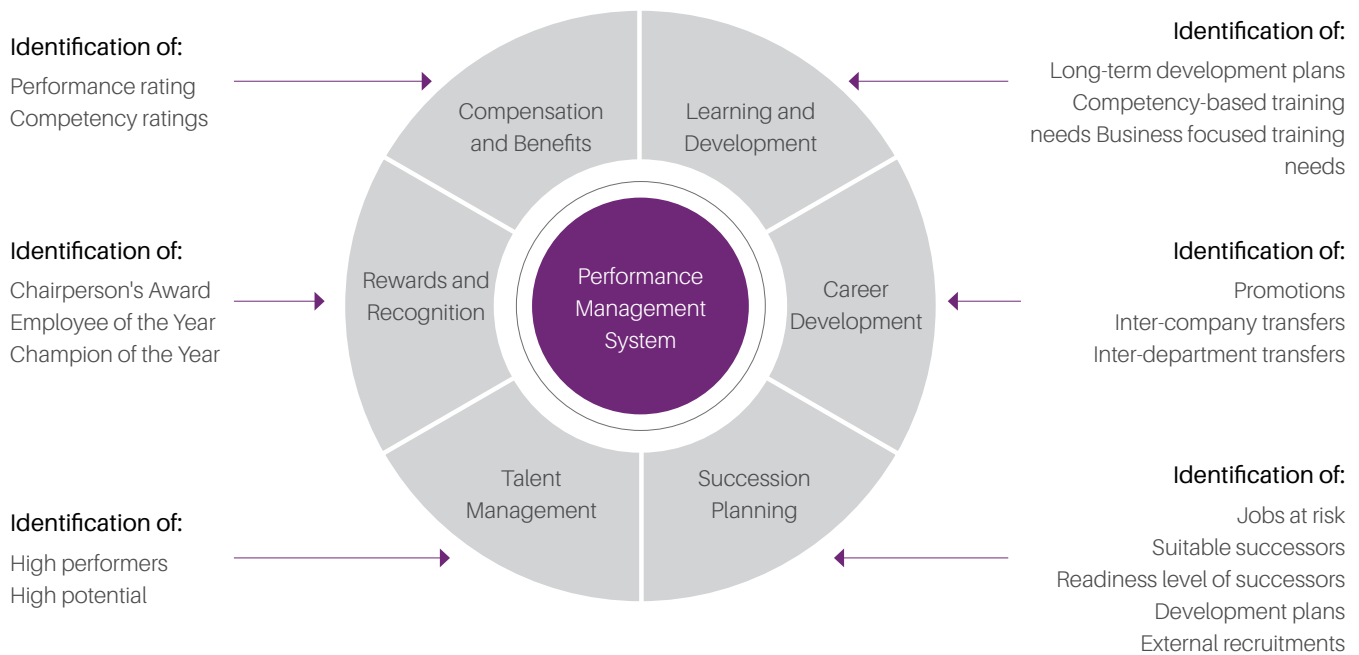 Identification of:
Performance rating
Competency ratings
Identification of:
Chairperson's Award
Employee of the Year
Champion of the Year
Identification of:
High performers
High potential
Compensation
and Benefits
Learning and
Development
Rewards and
Recognition
Performance
Management
System
Career
Development
Talent
Management
Succession
Planning
Identification of:
Long-term development plans
Competency-based training
needs Business focused training
needs
Identification of:
Promotions
Inter-company transfers
Inter-department transfers
Identification of:
Jobs at risk
Suitable successors
Readiness level of successors
Development plans
External recruitments